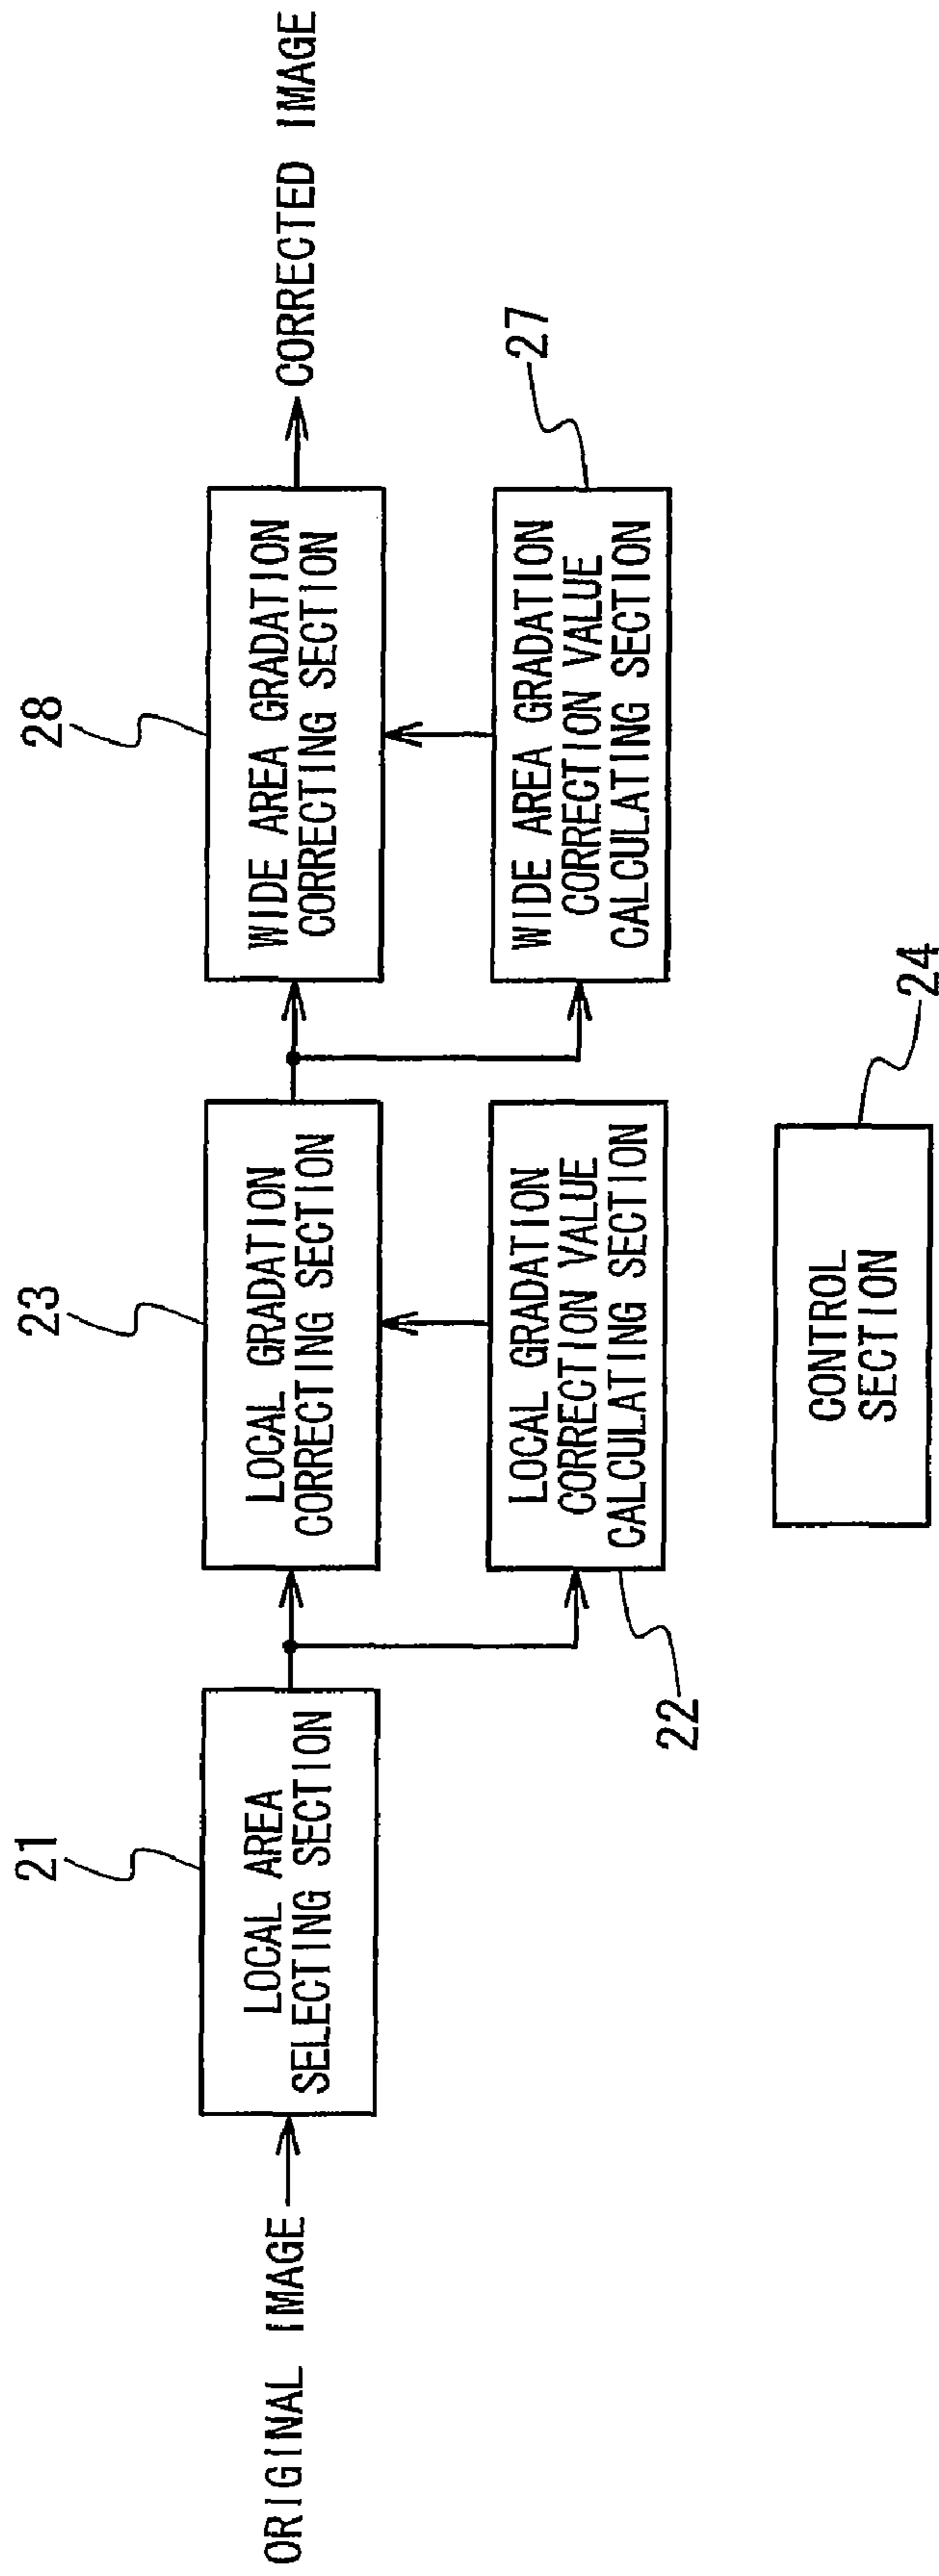 ORIGINAL IMAGE
21
LOCAL AREA
SELECTING SECTION
23
LOCAL GRADATION
CORRECTING SECTION
22
LOCAL GRADATION
CORRECTION VALUE
CALCULATING SECTION
28
WIDE AREA GRADATION
CORRECTING SECTION
27
WIDE AREA GRADATION
CORRECTION VALUE
CALCULATING SECTION
CORRECTED IMAGE
24
CONTROL
SECTION